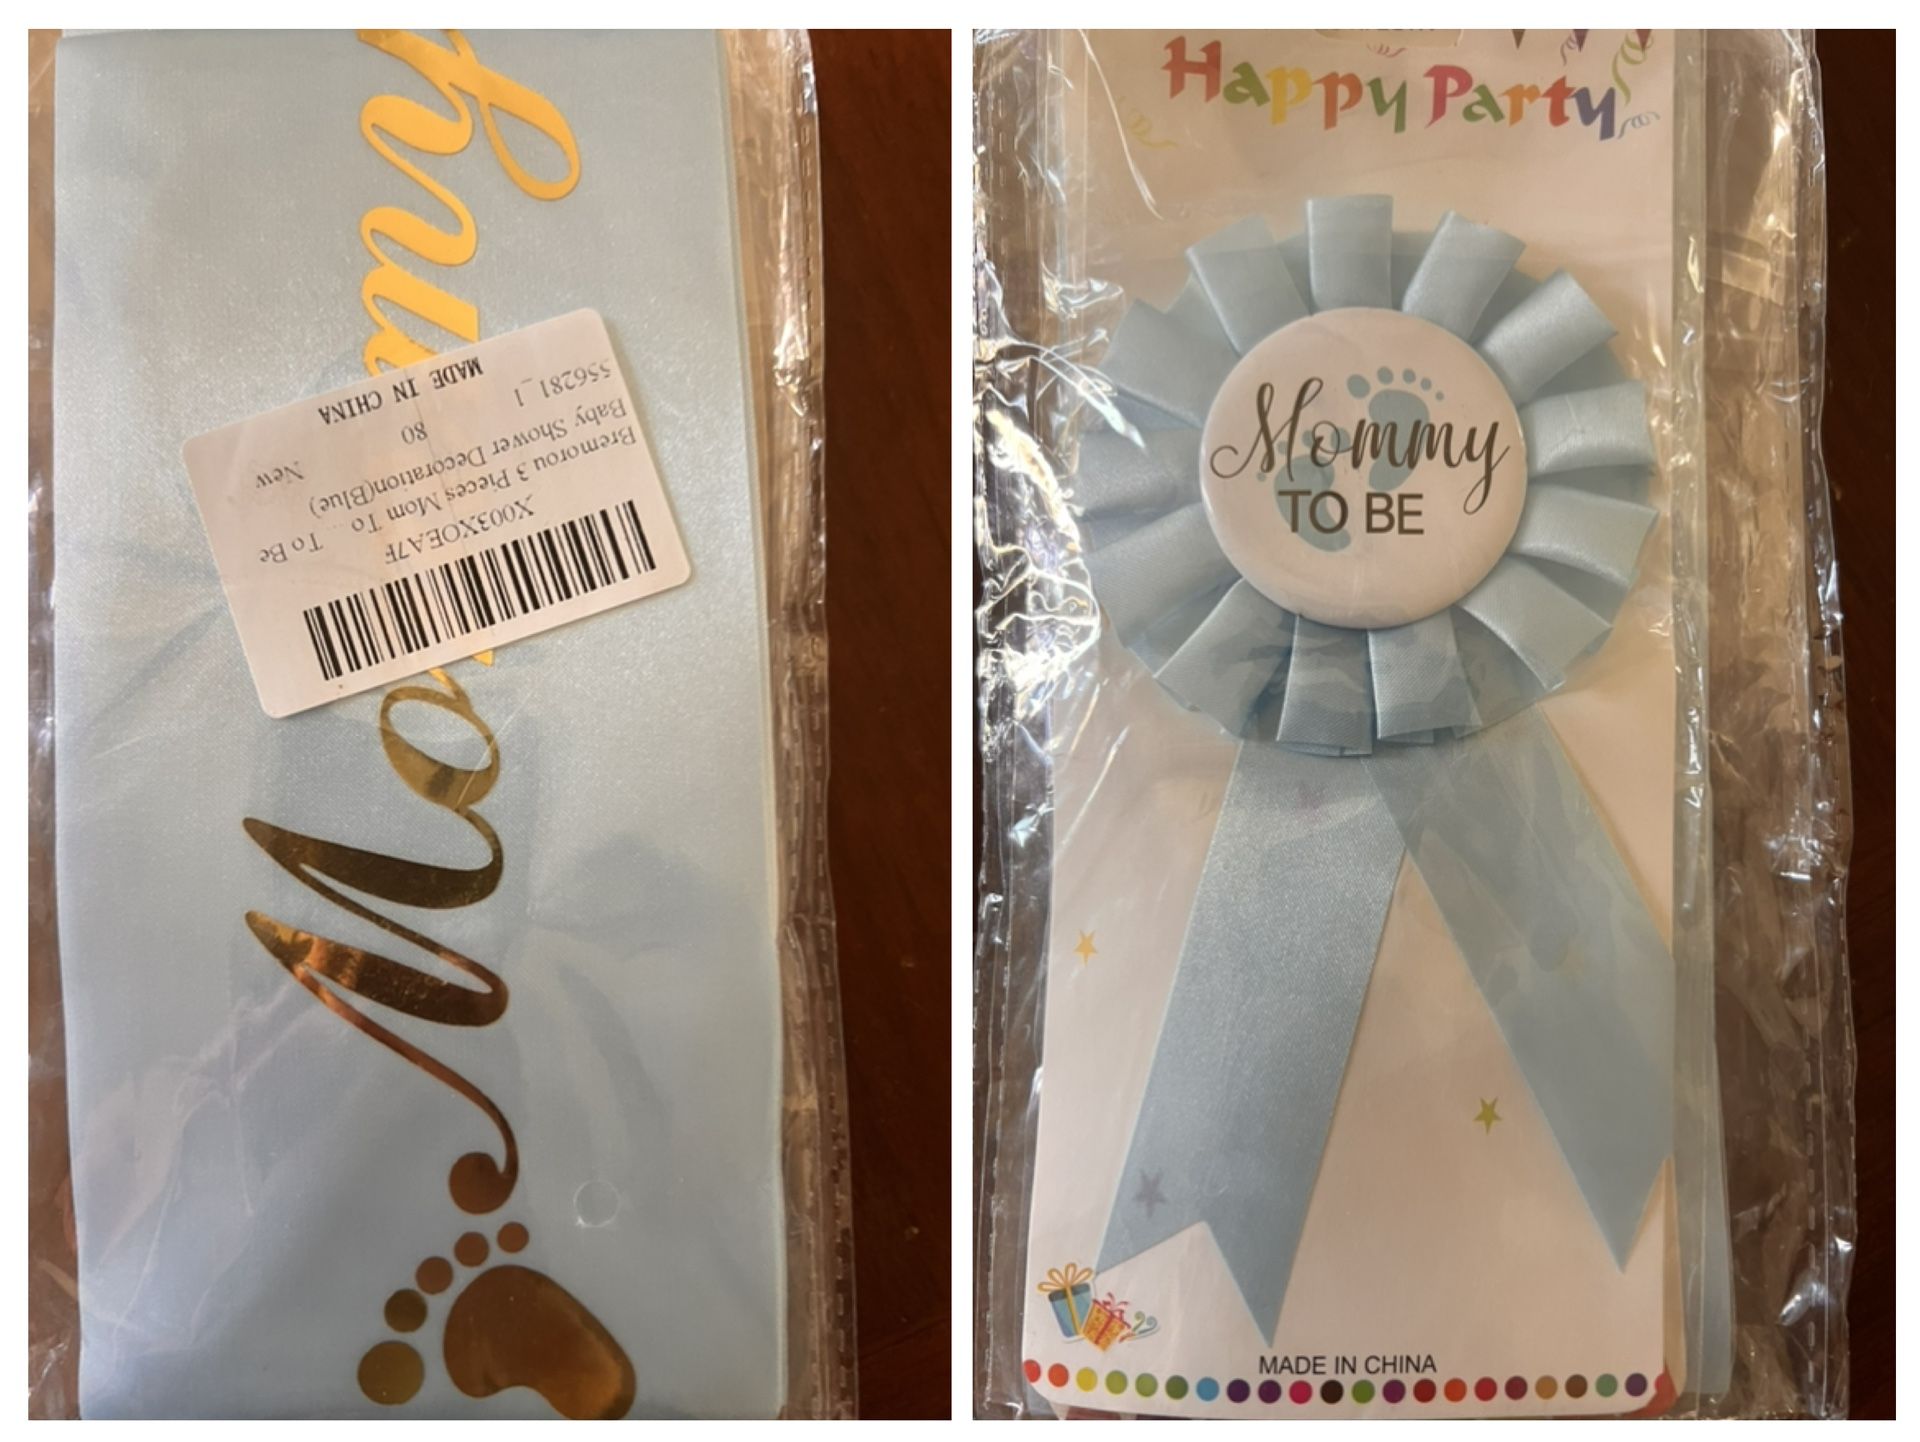 Mommy
X003XOEA7F
Bremorou 3 Pieces Mom To ... To Be
Baby Shower Decoration(Blue)
New
80
556281_1
MADE IN CHINA
Happy Party
Mommy
TO BE
MADE IN CHINA